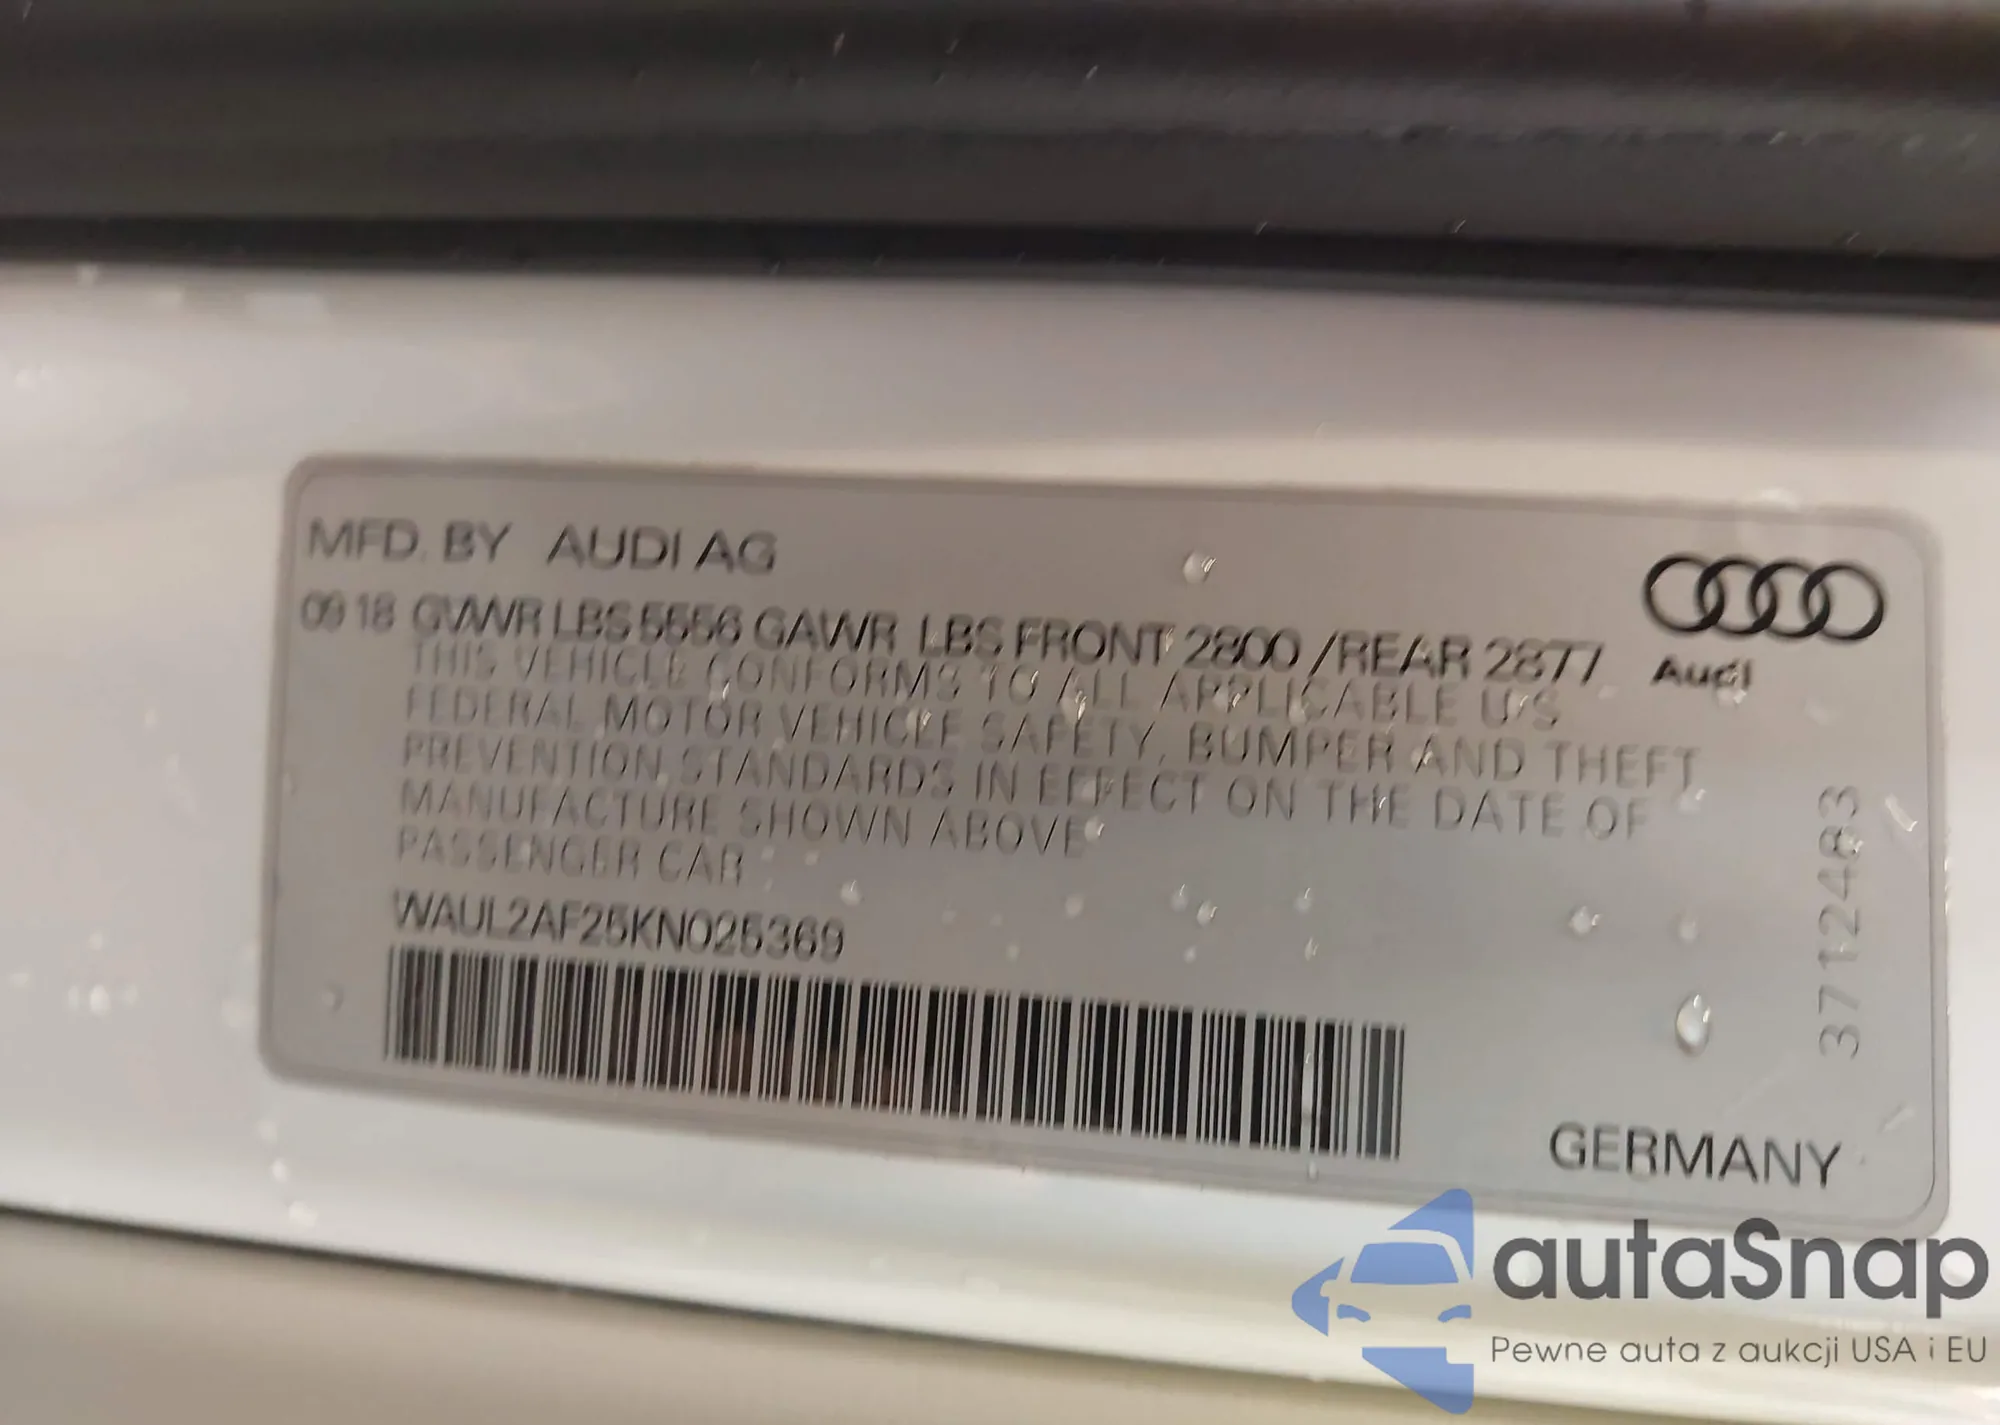 MFD. BY AUDI AG
09 18 GVWR LBS 5556 GAWR LBS FRONT 2800 /REAR 2877
THIS VEHICLE CONFORMS TO ALL APPLICABLE U/S
FEDERAL MOTOR VEHICLE SAFETY, BUMPER AND THEFT
PREVENTION STANDARDS IN EFFECT ON THE DATE OF
MANUFACTURE SHOWN ABOVE
PASSENGER CAR
WAUL2AF25KN025369
Audi
37124483
GERMANY
autaSnap
Pewne auta z aukcji USA i EU